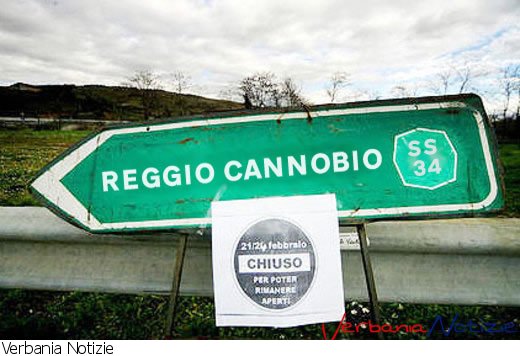 REGGIO CANNOBIO
SS
34
21/24 febbraio
CHIUSO
PER POTER
RIMANERE
APERTI
Verbania Notizie
Verbania Notizie